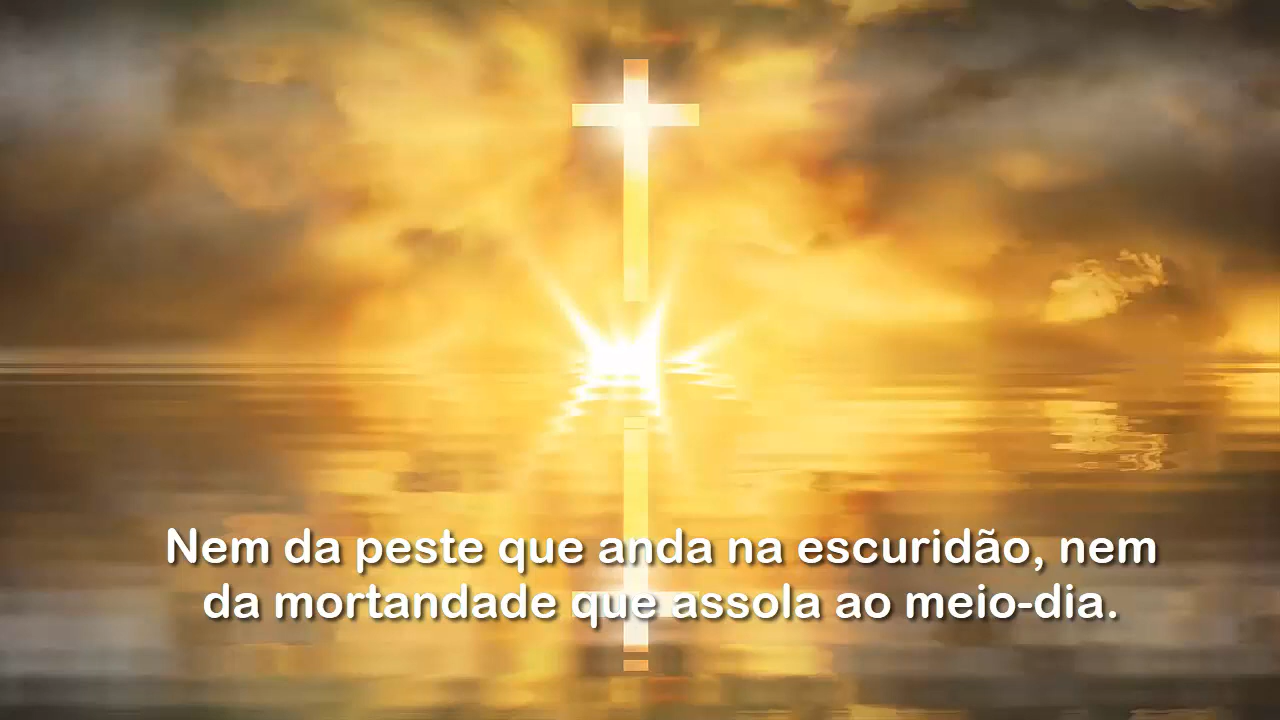 Nem da peste que anda na escuridão, nem
da mortandade que assola ao meio-dia.